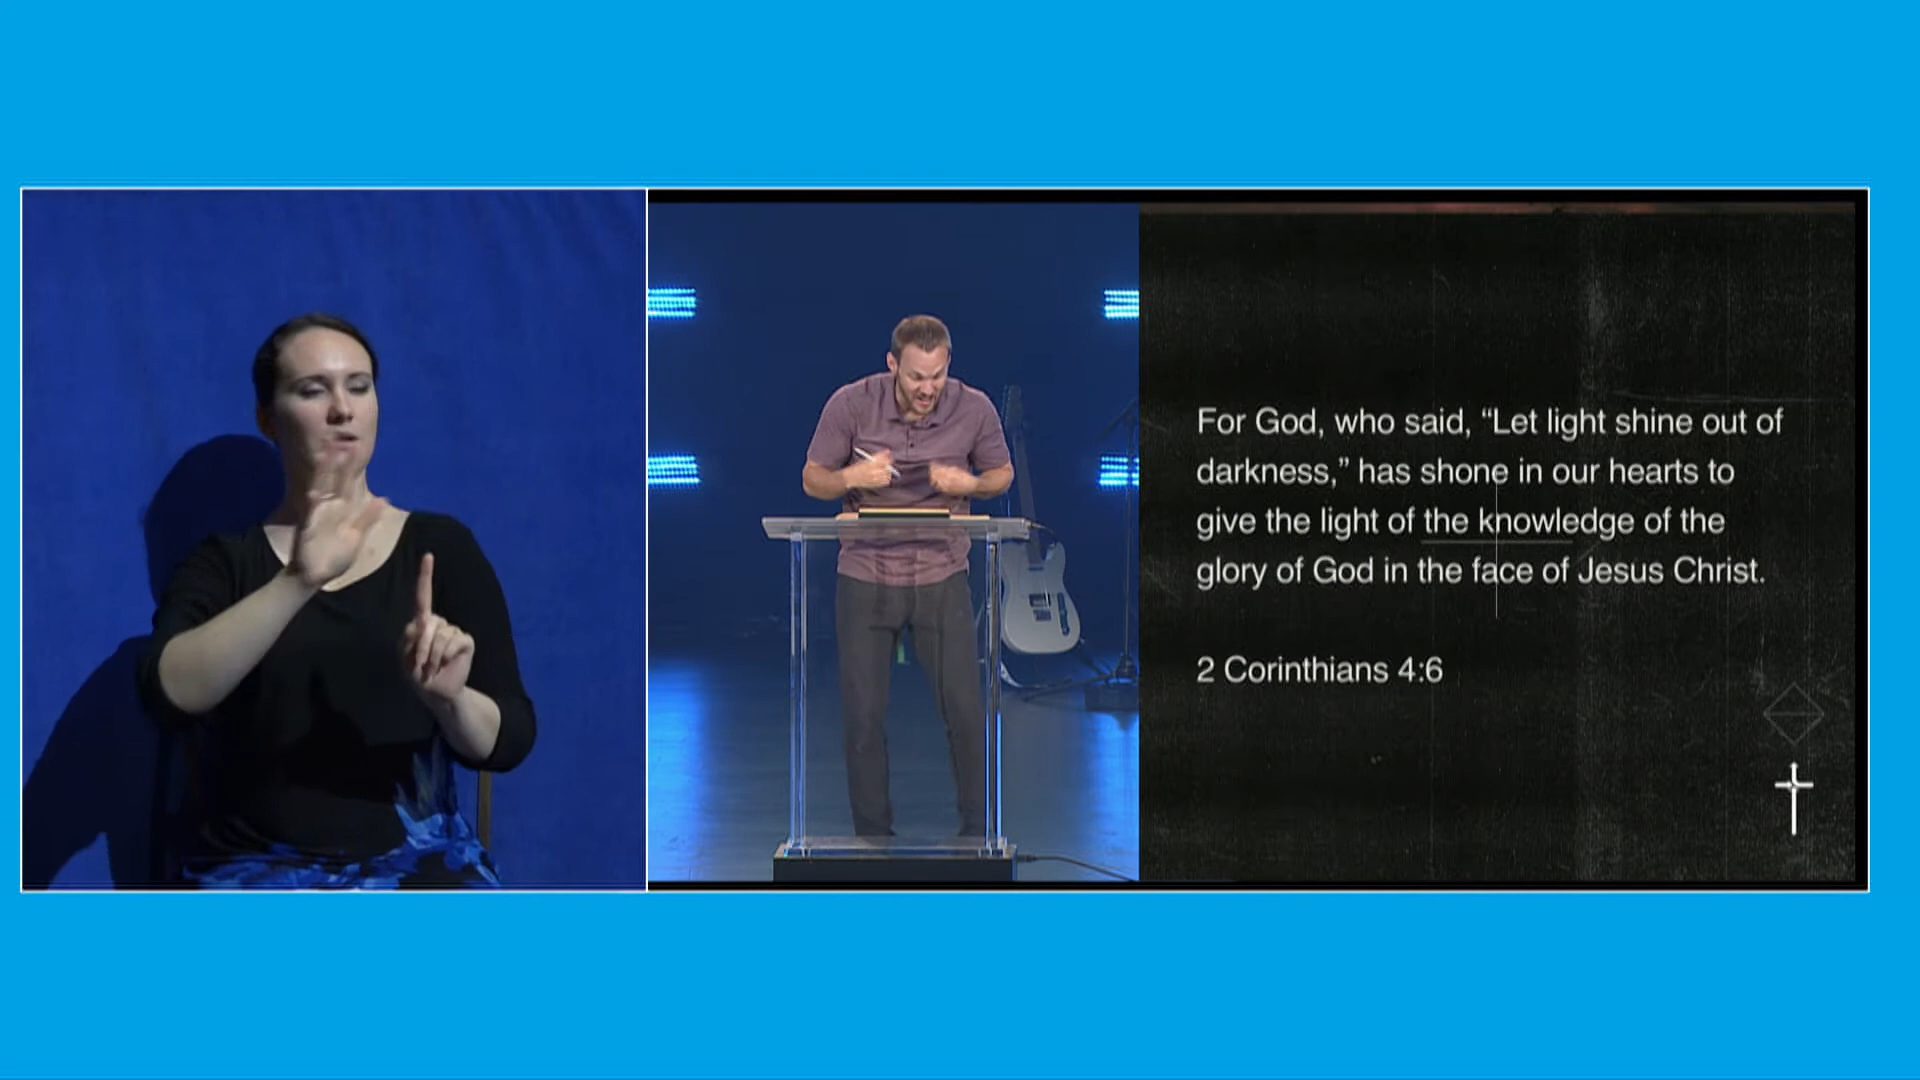 For God, who said, “Let light shine out of
darkness,” has shone in our hearts to
give the light of the knowledge of the
glory of God in the face of Jesus Christ.
2 Corinthians 4:6